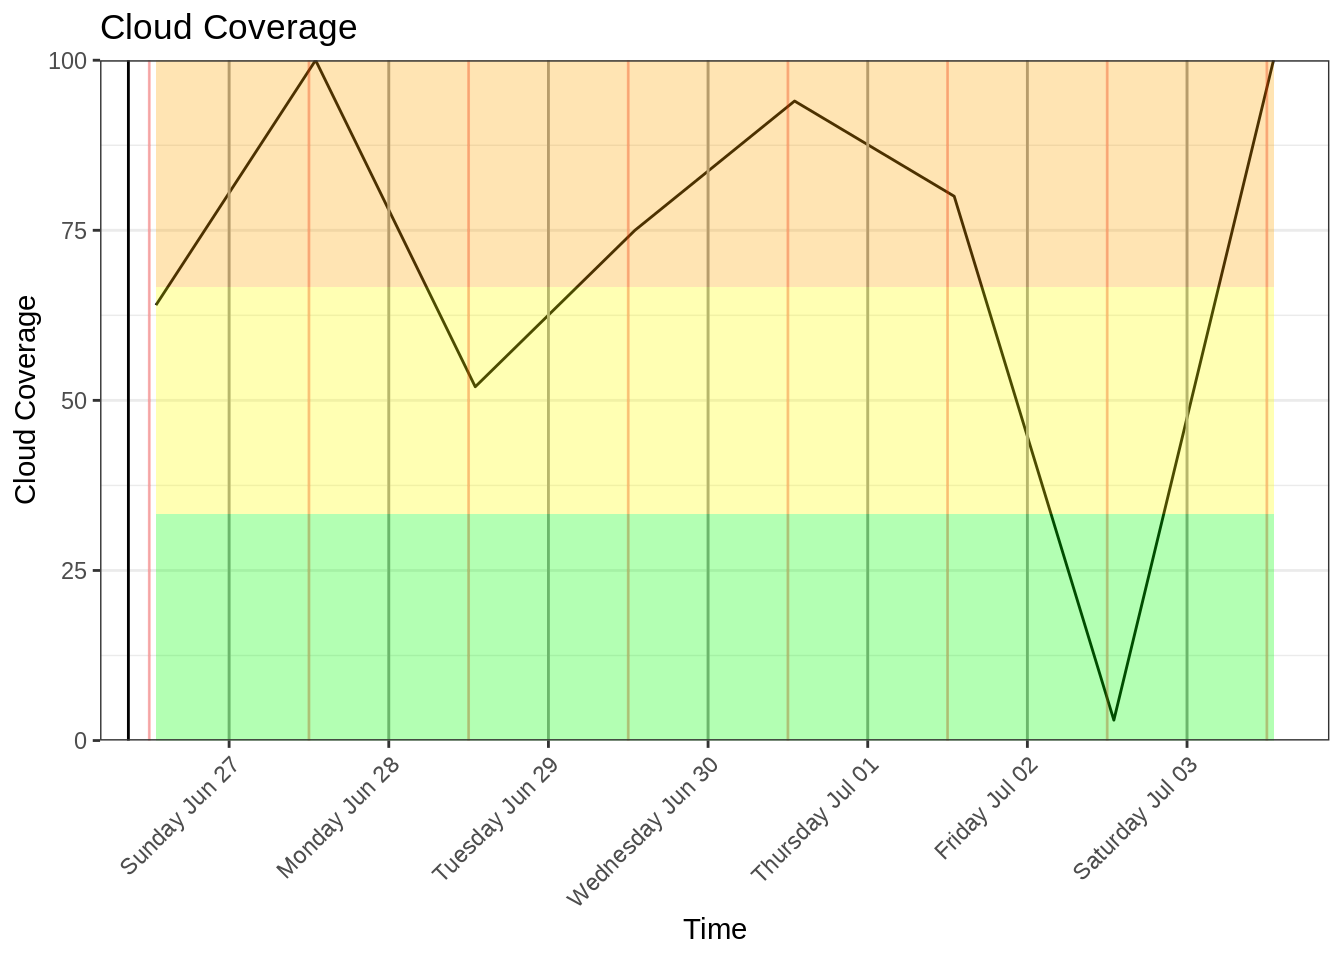 Cloud Coverage
Cloud Coverage
100
75
50
25
0
Sunday Jun 27
Monday Jun 28
Tuesday Jun 29
Wednesday Jun 30
Thursday Jul 01
Friday Jul 02
Saturday Jul 03
Time